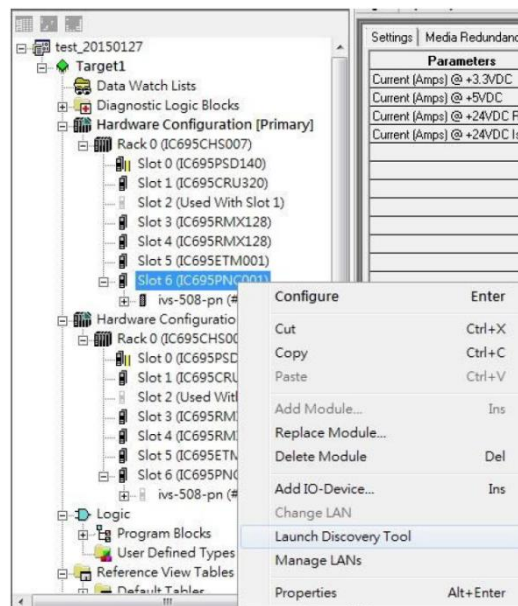 test_20150127
Target1
Data Watch Lists
Diagnostic Logic Blocks
Hardware Configuration [Primary]
Rack 0 (IC695CHS007)
Slot 0 (IC695PSD140)
Slot 1 (IC695CRU320)
Slot 2 (Used With Slot 1)
Slot 3 (IC695RMX128)
Slot 4 (IC695RMX128)
Slot 5 (IC695ETM001)
Slot 6 (IC695PNC001)
ivs-508-pn (#
Hardware Configuratio
Rack 0 (IC695CHS00
Slot 0 (IC695PSD
Slot 1 (IC695CRU
Slot 2 (Used Wit
Slot 3 (IC695RM
Slot 4 (IC695RM
Slot 5 (IC695ETN
Slot 6 (IC695PNC
ivs-508-pn (#
Logic
Program Blocks
User Defined Types
Reference View Tables
Default Tables
Settings Media Redundanc
Parameters
Current (Amps) @ +3.3VDC
Current (Amps) @ +5VDC
Current (Amps) @ +24VDC F
Current (Amps) @ +24VDC Is
Configure Enter
Cut Ctrl+X
Copy Ctrl+C
Paste Ctrl+V
Add Module... Ins
Replace Module...
Delete Module Del
Add IO-Device... Ins
Change LAN
Launch Discovery Tool
Manage LANs
Properties Alt+Enter